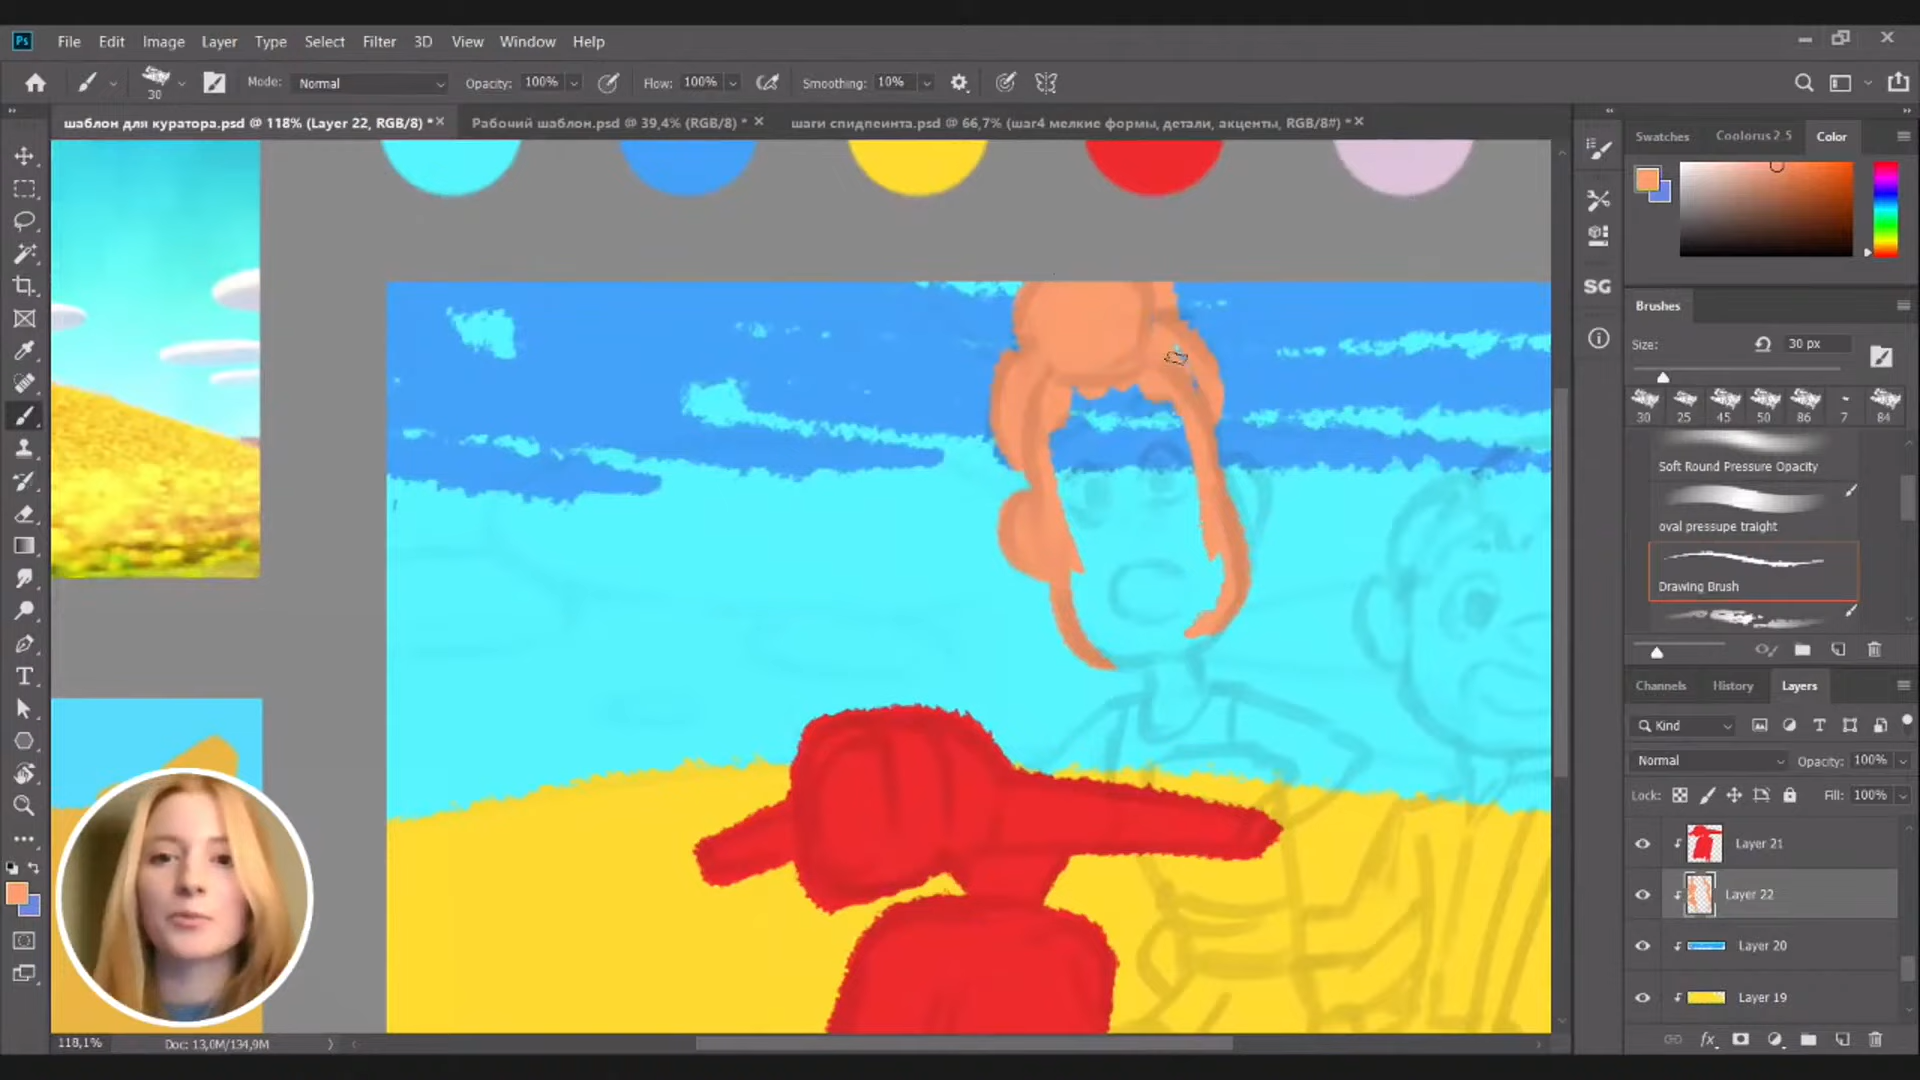 Ps File Edit Image Layer Type Select Filter 3D View Window Help
30 Mode: Normal Opacity: 100% Flow: 100% Smoothing: 10%
шаблон для куратора.psd @ 118% (Layer 22, RGB/8) * × Рабочий шаблон.psd @ 39,4% (RGB/8) * × шаги спидпеинта.psd @ 66,7% (шаг4 мелкие формы, детали, акценты, RGB/8#) * ×
Swatches Coolorus 2.5 Color
SG
Brushes
Size: 30 px
30 25 45 50 86 7 84
Soft Round Pressure Opacity
oval pressupe traight
Drawing Brush
Channels History Layers
Kind
Normal Opacity: 100%
Lock: Fill: 100%
Layer 21
Layer 22
Layer 20
Layer 19
118,1% Doc: 13,0M/134,9M